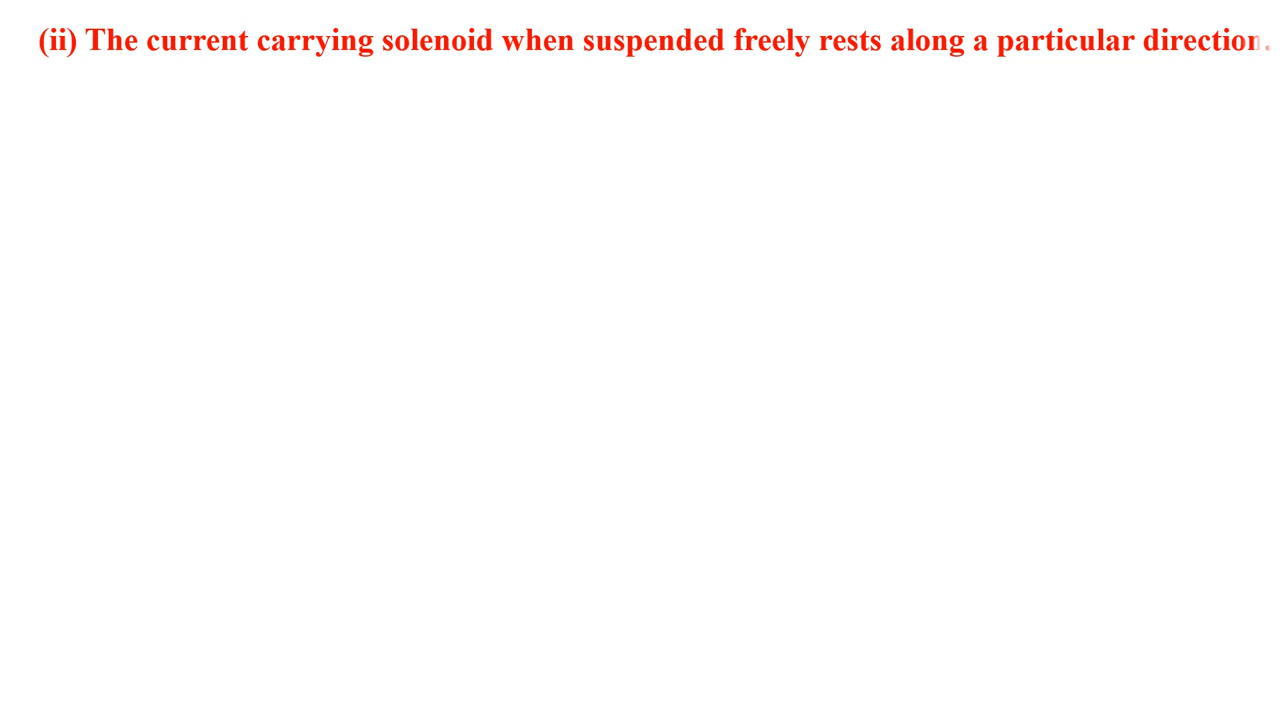 (ii) The current carrying solenoid when suspended freely rests along a particular direction.